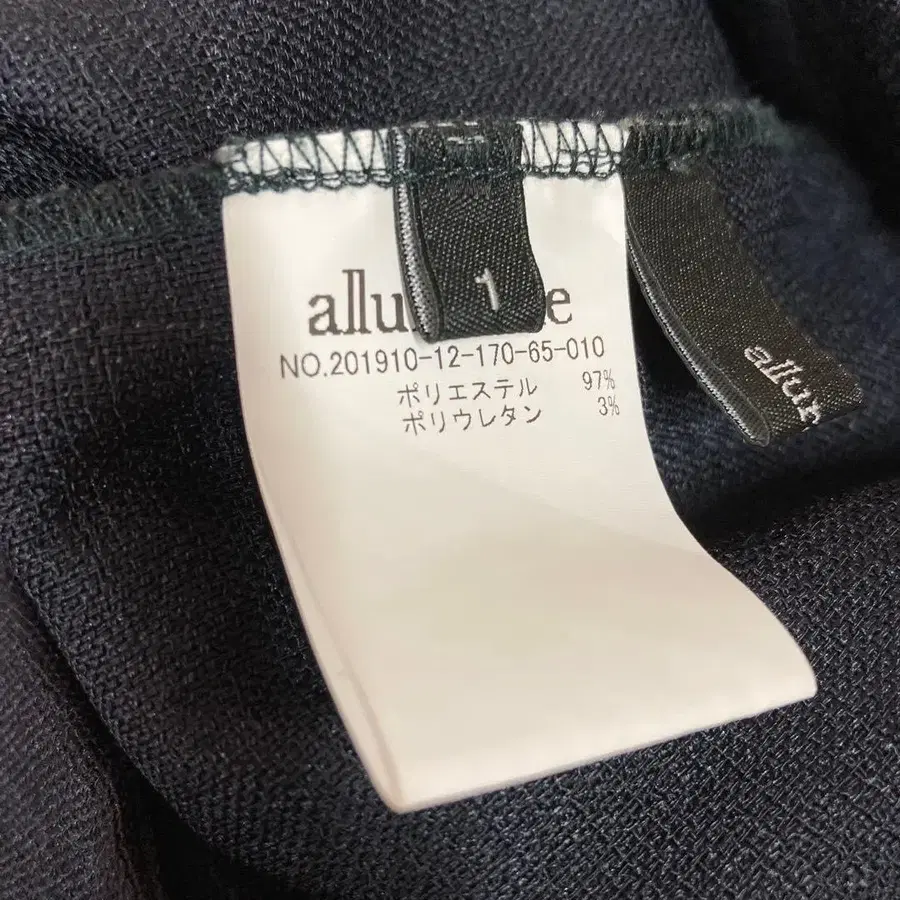 1
allu e
NO.201910-12-170-65-010
ポリエステル 97%
ポリウレタン 3%
allur